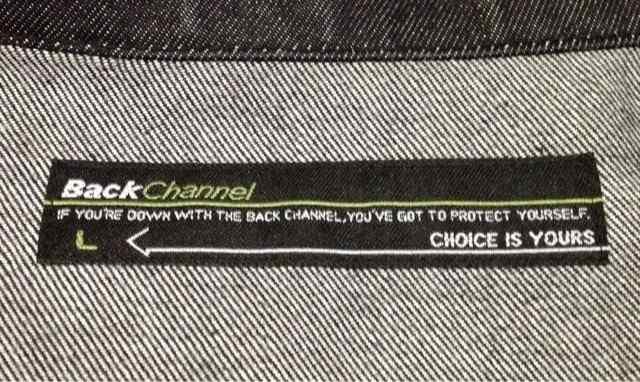 BackChannel
IF YOU'RE DOWN WITH THE BACK CHANNEL, YOU'VE GOT TO PROTECT YOURSELF.
L CHOICE IS YOURS